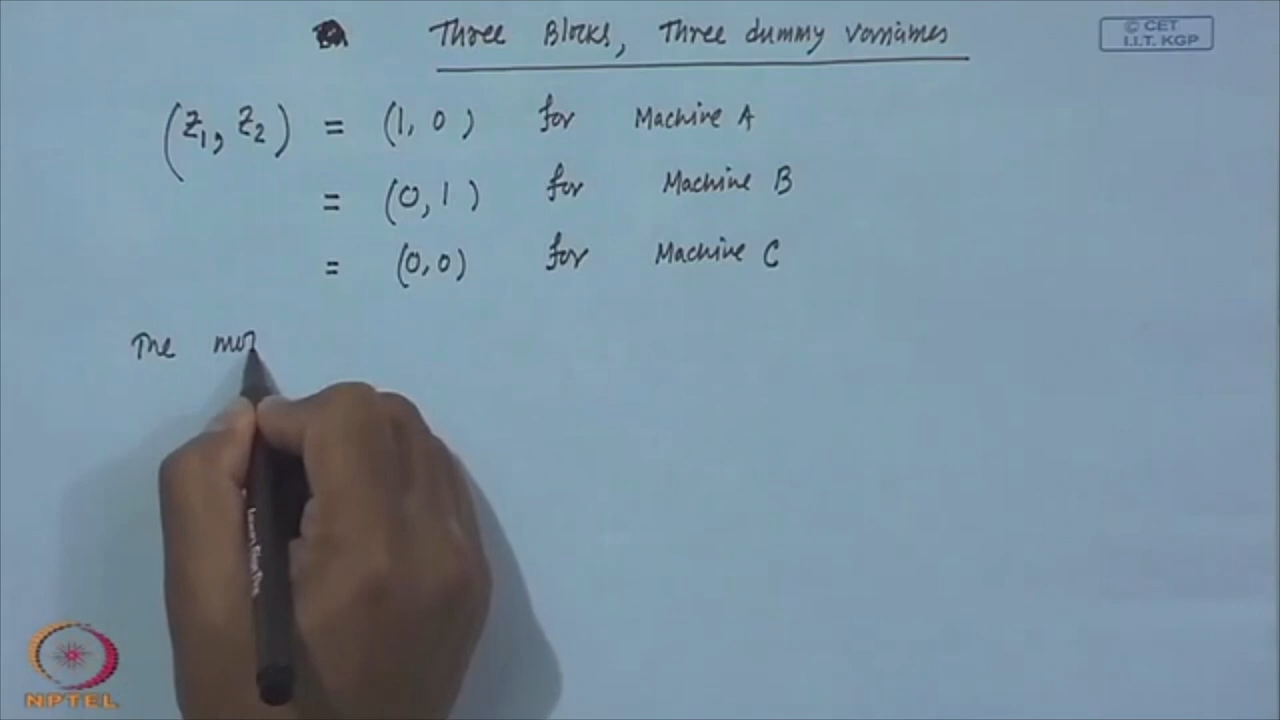 Three Blocks, Three dummy variables
© CET
I.I.T. KGP
(Z1, Z2) = (1, 0) for Machine A
= (0, 1) for Machine B
= (0, 0) for Machine C
The
NPTEL